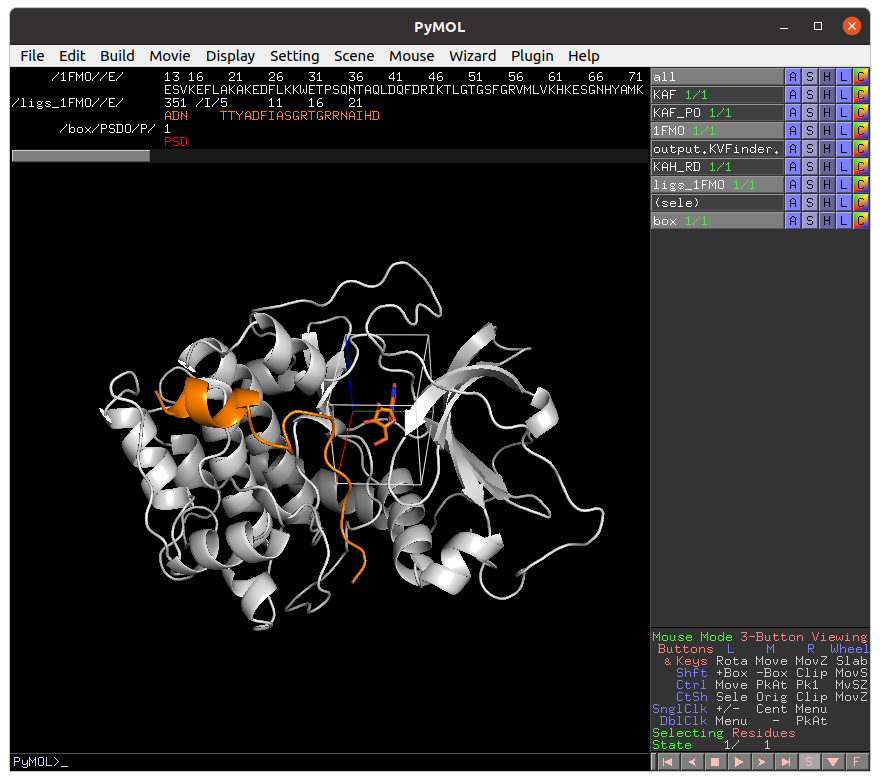 PyMOL
File Edit Build Movie Display Setting Scene Mouse Wizard Plugin Help
/1FMO//E/ 13 16 21 26 31 36 41 46 51 56 61 66 71
ESVKEFLAKAKEDFLKKWETPSQNTAQLDQFDRIKTLGTGSFGRVMLVKHKESGNHYAMK
/ligs_1FMO//E/ 351 /I/5 11 16 21
ADN TTYADFIASGRTGRRNAIHD
/box/PSDO/P/ 1
PSD
all A S H L C
KAF 1/1 A S H L C
KAF_PO 1/1 A S H L C
1FMO 1/1 A S H L C
output.KVFinder. A S H L C
KAH_RD 1/1 A S H L C
ligs_1FMO 1/1 A S H L C
(sele) A S H L C
box 1/1 A S H L C
Mouse Mode 3-Button Viewing
Buttons L M R Wheel
& Keys Rota Move MovZ Slab
Shft +Box -Box Clip MovS
Ctrl Move PkAt Pk1 MvSZ
CtSh Sele Orig Clip MovZ
SnglClk +/- Cent Menu
DblClk Menu - PkAt
Selecting Residues
State 1/ 1
PyMOL>_
S F